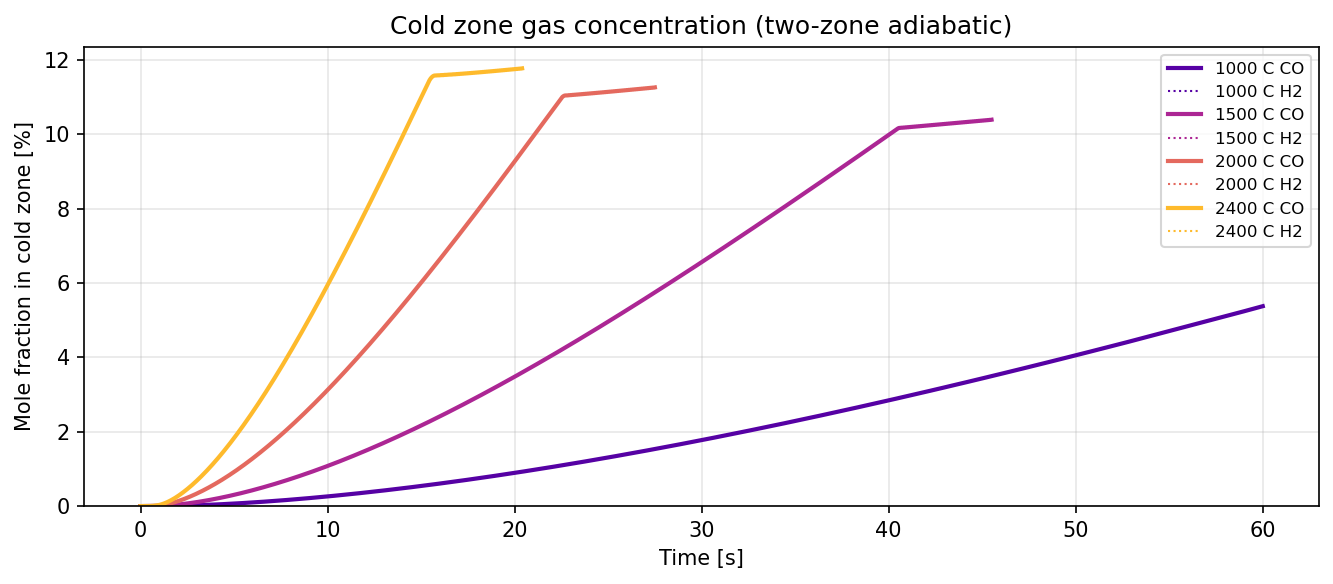 Cold zone gas concentration (two-zone adiabatic)
Mole fraction in cold zone [%]
12
10
8
6
4
2
0
1000 C CO
1000 C H2
1500 C CO
1500 C H2
2000 C CO
2000 C H2
2400 C CO
2400 C H2
0 10 20 30 40 50 60
Time [s]